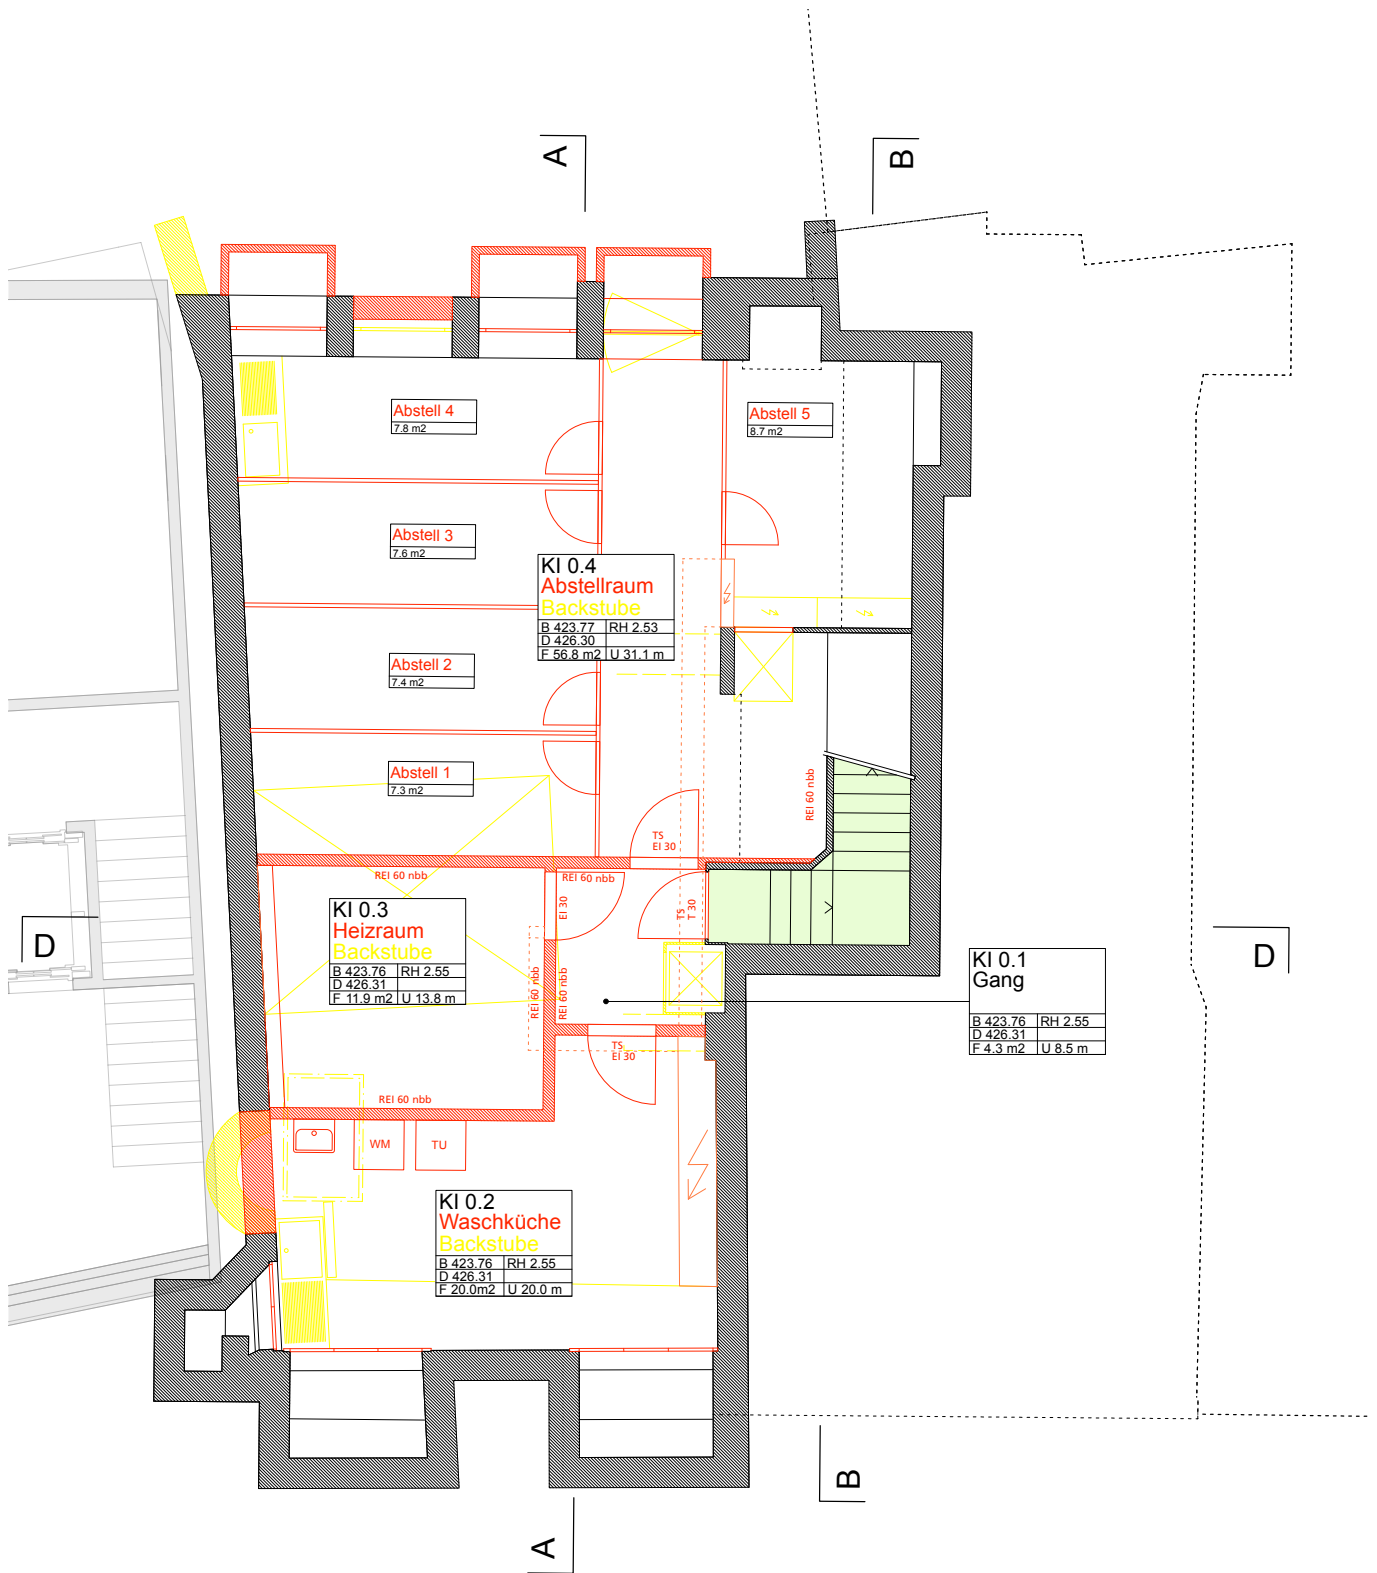 A
B
Abstell 4
7.8 m2
Abstell 5
8.7 m2
Abstell 3
7.6 m2
KI 0.4
Abstellraum
Backstube
B 423.77 RH 2.53
D 426.30
F 56.8 m2 U 31.1 m
Abstell 2
7.4 m2
Abstell 1
7.3 m2
REI 60 nbb
TS
EI 30
REI 60 nbb
REI 60 nbb
EI 30
TS
T 30
KI 0.3
Heizraum
Backstube
B 423.76 RH 2.55
D 426.31
F 11.9 m2 U 13.8 m
REI 60 nbb
REI 60 nbb
D
D
KI 0.1
Gang
B 423.76 RH 2.55
D 426.31
F 4.3 m2 U 8.5 m
TS
EI 30
REI 60 nbb
WM
TU
KI 0.2
Waschküche
Backstube
B 423.76 RH 2.55
D 426.31
F 20.0m2 U 20.0 m
B
A